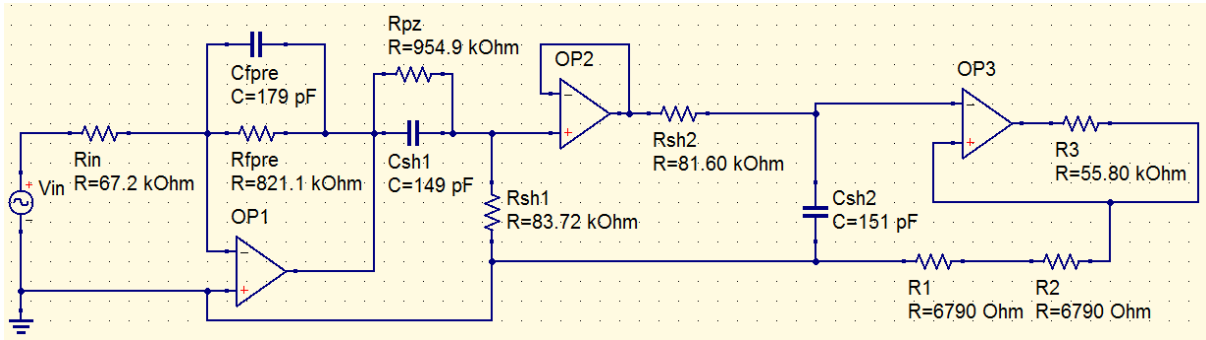 Rpz
R=954.9 kOhm
Cfpre
C=179 pF
OP2
OP3
−
+
−
+
Rin
R=67.2 kOhm
Rfpre
R=821.1 kOhm
Csh1
C=149 pF
Rsh2
R=81.60 kOhm
R3
R=55.80 kOhm
+
Vin
−
OP1
−
+
Rsh1
R=83.72 kOhm
Csh2
C=151 pF
R1
R=6790 Ohm
R2
R=6790 Ohm